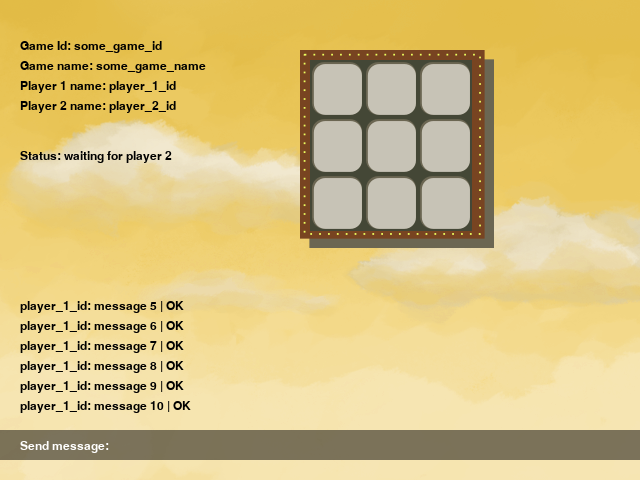 Game Id: some_game_id
Game name: some_game_name
Player 1 name: player_1_id
Player 2 name: player_2_id
Status: waiting for player 2
player_1_id: message 5 | OK
player_1_id: message 6 | OK
player_1_id: message 7 | OK
player_1_id: message 8 | OK
player_1_id: message 9 | OK
player_1_id: message 10 | OK
Send message: